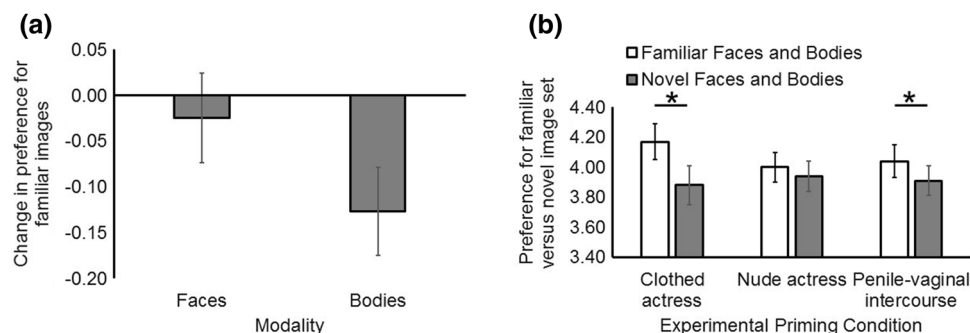 (a)
Change in preference for
familiar images
0.05
0.00
-0.05
-0.10
-0.15
-0.20
Faces
Bodies
Modality
(b)
Familiar Faces and Bodies
Novel Faces and Bodies
Preference for familiar
versus novel image set
4.40
4.20
4.00
3.80
3.60
3.40
*
*
Clothed
actress
Nude actress
Penile-vaginal
intercourse
Experimental Priming Condition